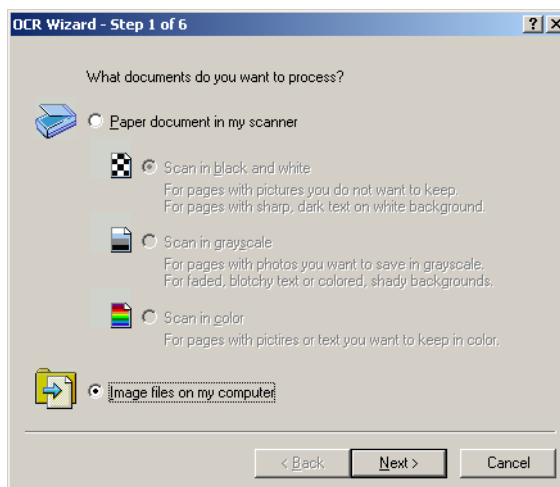 OCR Wizard - Step 1 of 6
What documents do you want to process?
Paper document in my scanner
Scan in black and white
For pages with pictures you do not want to keep.
For pages with sharp, dark text on white background.
Scan in grayscale
For pages with photos you want to save in grayscale.
For faded, blotchy text or colored, shady backgrounds.
Scan in color
For pages with pictires or text you want to keep in color.
Image files on my computer
< Back Next > Cancel